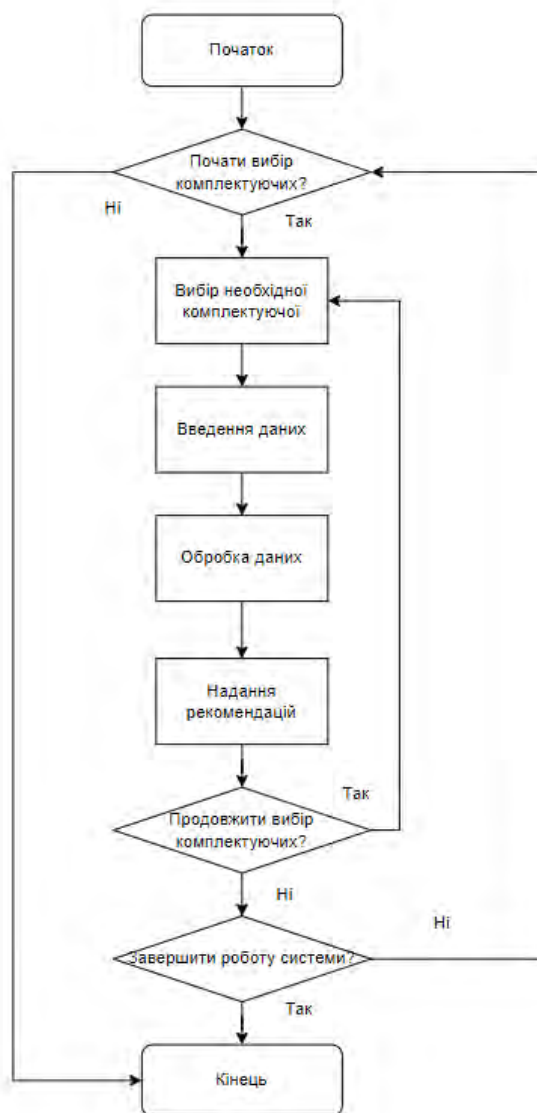 Початок
Почати вибір
комплектуючих?
Ні
Так
Вибір необхідної
комплектуючої
Введення даних
Обробка даних
Надання
рекомендацій
Так
Продовжити вибір
комплектуючих?
Ні
Ні
Завершити роботу системи?
Так
Кінець